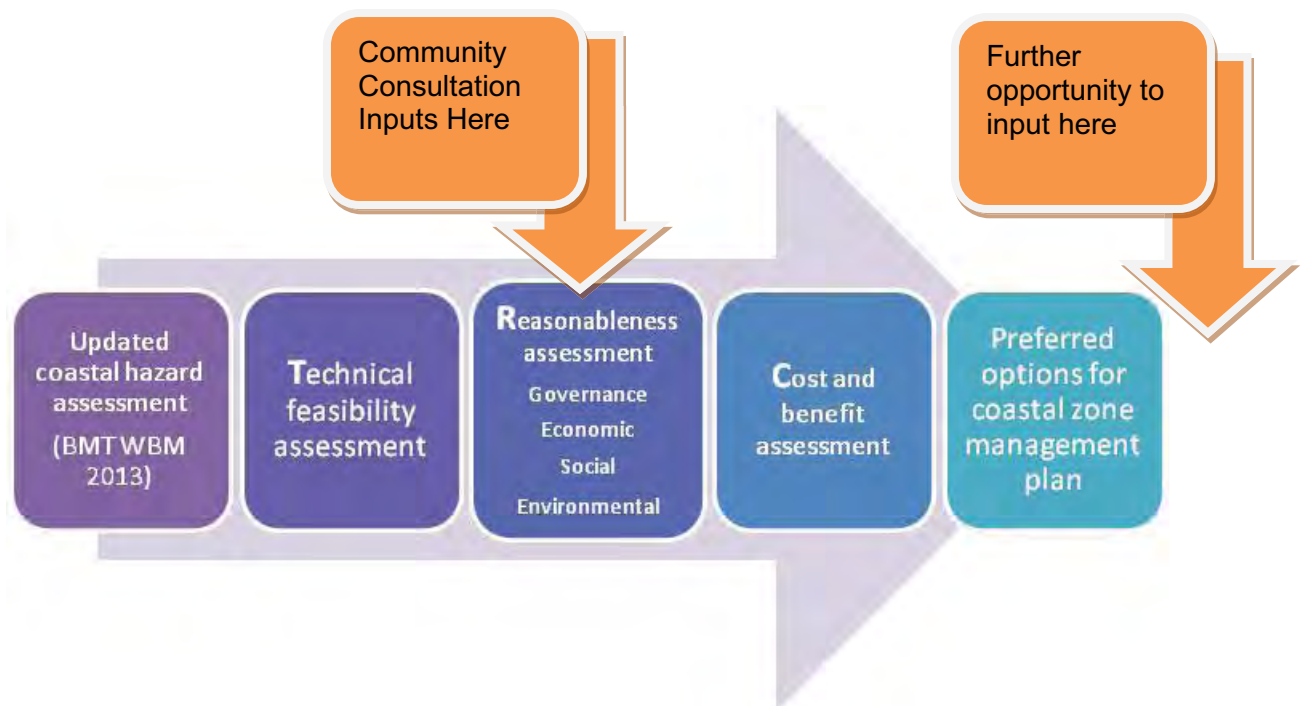 Community
Consultation
Inputs Here
Further
opportunity to
input here
Updated
coastal hazard
assessment
(BMT WBM
2013)
Technical
feasibility
assessment
Reasonableness
assessment
Governance
Economic
Social
Environmental
Cost and
benefit
assessment
Preferred
options for
coastal zone
management
plan